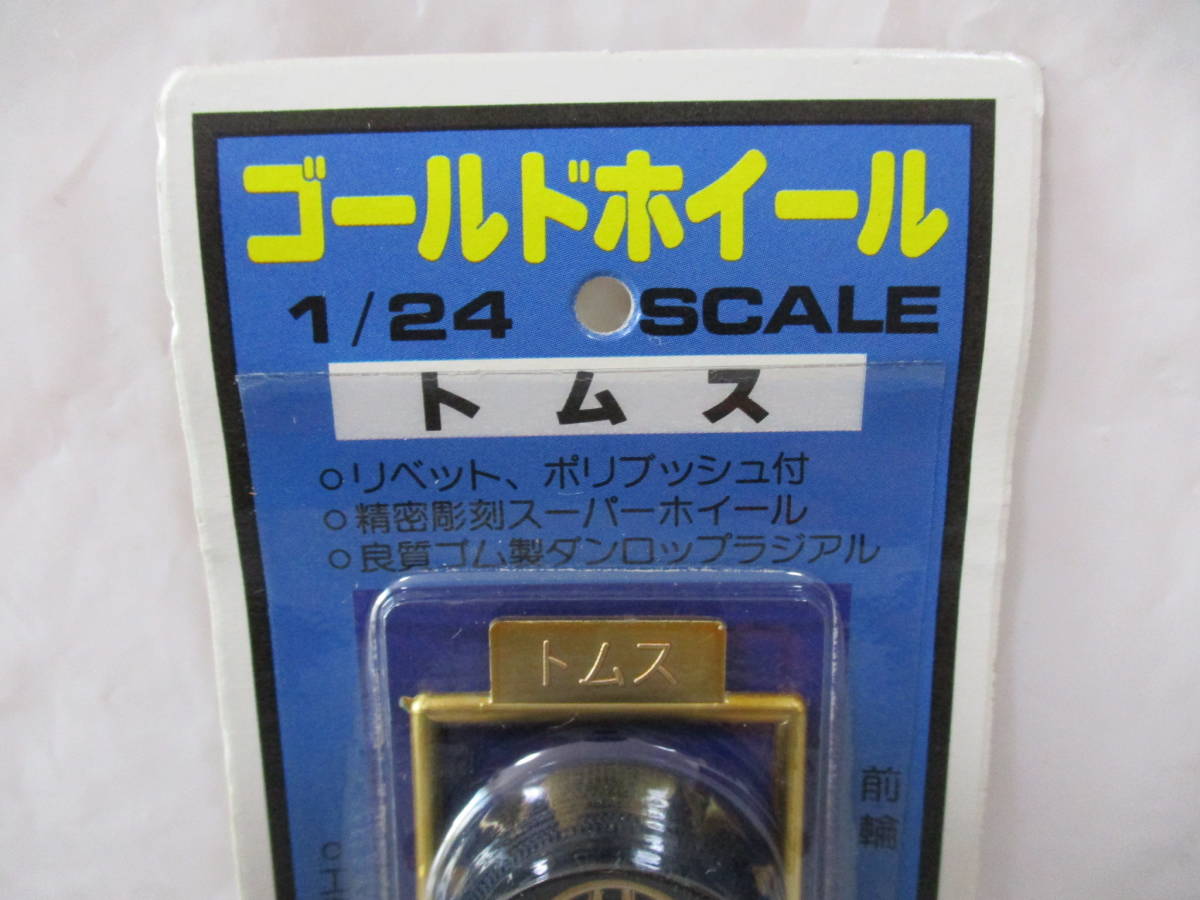 ゴールドホイール
1/24 SCALE
トムス
○リベット、ポリブッシュ付
○精密彫刻スーパーホイール
○良質ゴム製ダンロップラジアル
トムス
前輪